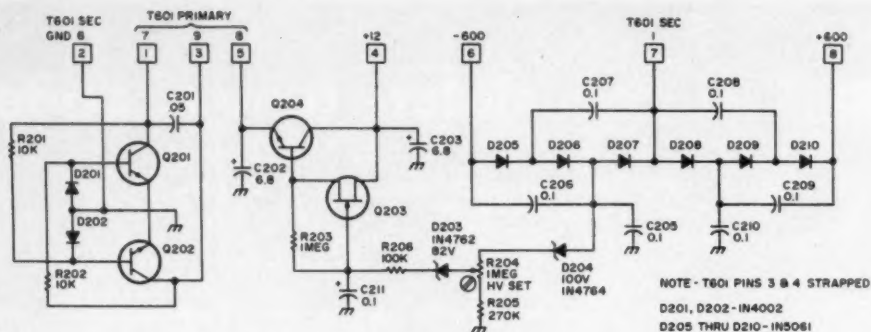 T601 SEC
GND 6
2
T601 PRIMARY
7
1
9
3
8
5
+12
4
-600
6
T601 SEC
1
7
+600
8
C201
.05
R201
10K
Q201
D201
D202
Q202
R202
10K
Q204
C202
6.8
C203
6.8
Q203
R203
1MEG
C211
0.1
R206
100K
D203
1N4762
82V
R204
1MEG
HV SET
R205
270K
D204
100V
1N4764
C207
0.1
C208
0.1
D205
D206
D207
D208
D209
D210
C206
0.1
C205
0.1
C210
0.1
C209
0.1
NOTE - T601 PINS 3 & 4 STRAPPED
D201, D202-1N4002
D205 THRU D210-1N5061